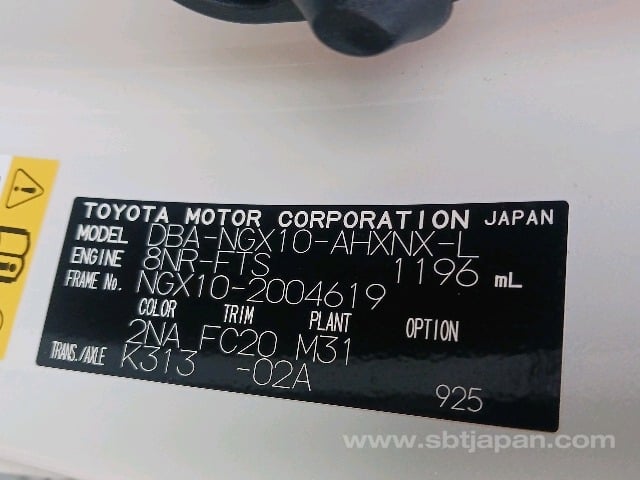 TOYOTA MOTOR CORPORATION JAPAN
MODEL DBA-NGX10-AHXNX-L
ENGINE 8NR-FTS 1196 mL
FRAME No. NGX10-2004619
COLOR TRIM PLANT OPTION
2NA FC20 M31
TRANS./AXLE K313 -02A
925
www.sbtjapan.com